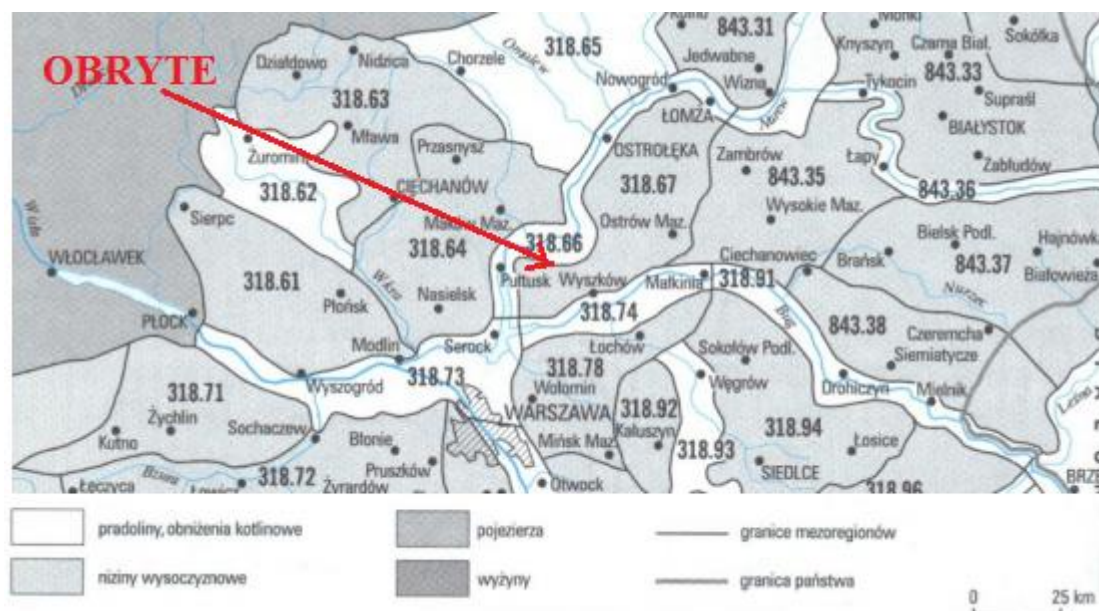 Kolno
843.31
Mońki
Sokółka
Działdowo
Nidzica
Chorzele
Omulew
318.65
Jedwabne
Knyszyn
Czarna Biał.
843.33
OBRYTE
Nowogród
Wizna
Tykocin
Supraśl
318.63
ŁOMŻA
Narew
BIAŁYSTOK
Mława
Żuromin
Przasnysz
OSTROŁĘKA
Zambrów
Łapy
Zabłudów
318.62
CIECHANÓW
318.67
843.35
843.36
Sierpc
Maków Maz.
Ostrów Maz.
Wysokie Maz.
Bielsk Podl.
Hajnówka
318.66
WŁOCŁAWEK
318.64
Ciechanowiec
Brańsk
843.37
Białowieża
318.61
Płońsk
Wkra
Nasielsk
Pułtusk
Wyszków
Małkinia
318.91
Nurzec
PŁOCK
318.74
Bug
843.38
Czeremcha
Modlin
Serock
Łochów
Sokołów Podl.
Siemiatycze
Wyszogród
318.73
318.78
Węgrów
Drohiczyn
Mielnik
318.71
Wołomin
Żychlin
WARSZAWA
318.92
Kutno
Sochaczew
Błonie
Mińsk Maz.
Kałuszyn
318.93
318.94
Łosice
Bzura
318.72
Pruszków
SIEDLCE
Łęczyca
Łowicz
Żyrardów
Otwock
318.96
BRZE
pradoliny, obniżenia kotlinowe
pojezierza
granice mezoregionów
niziny wysoczyznowe
wyżyny
granica państwa
0 25 km